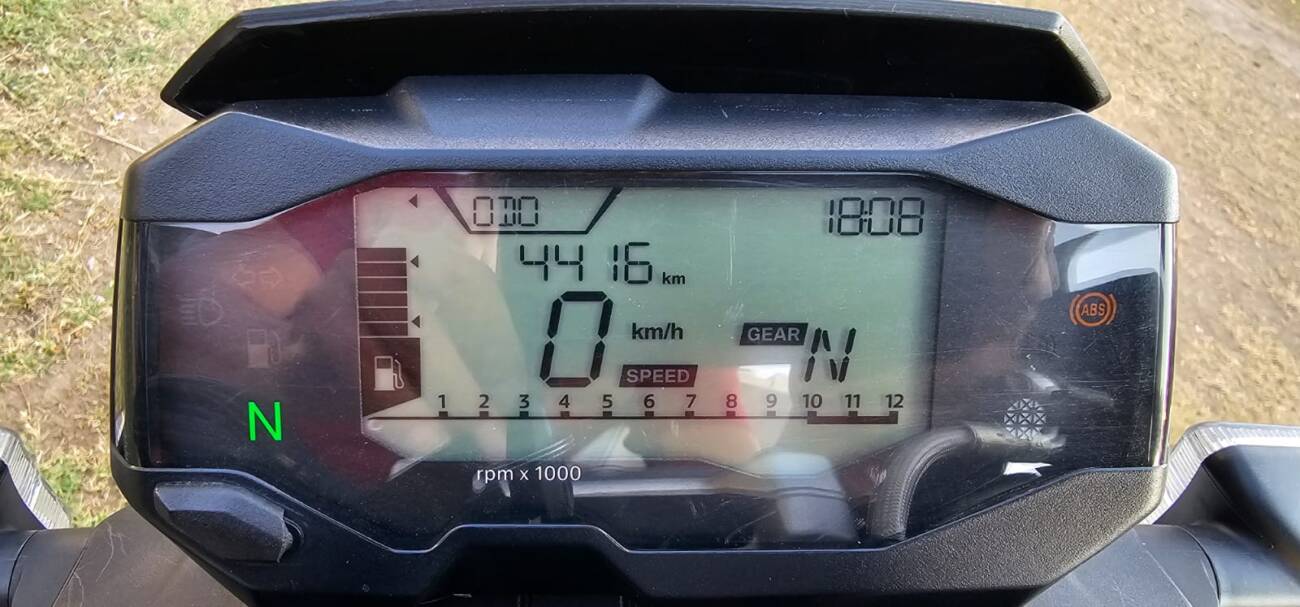 ODO
18:08
4416 km
0 km/h
SPEED
GEAR N
ABS
N
1 2 3 4 5 6 7 8 9 10 11 12
rpm x 1000